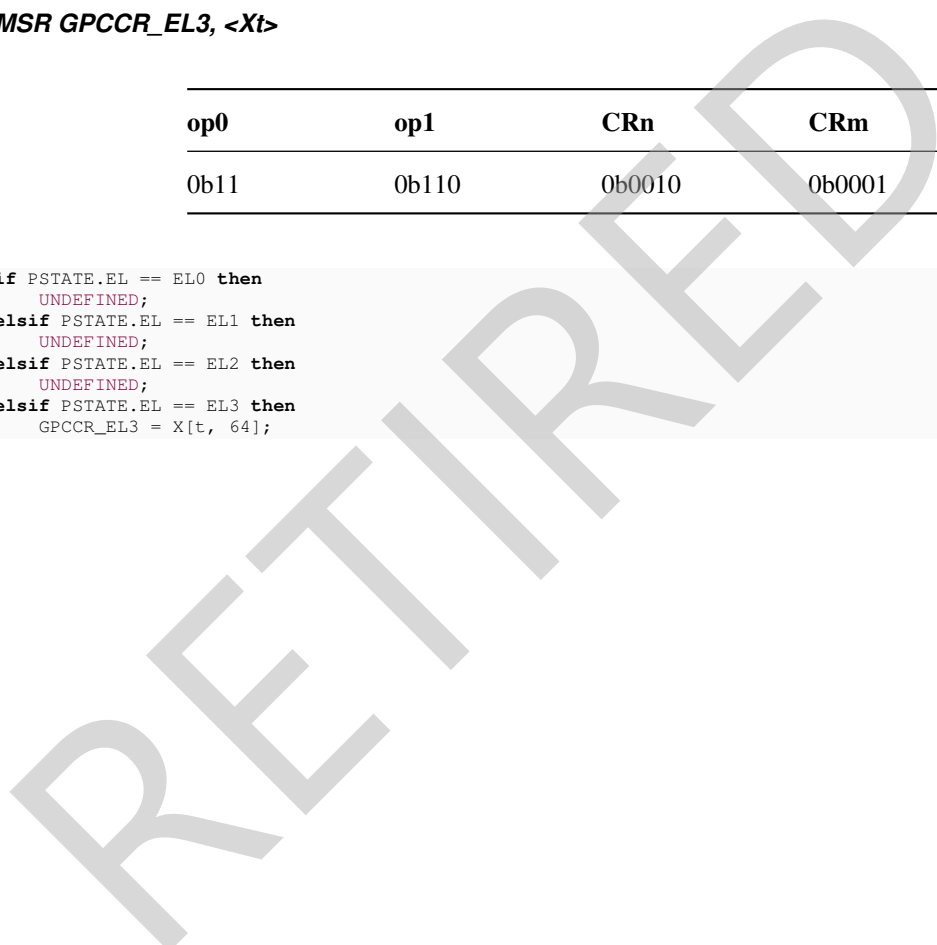 MSR GPCCR_EL3, <Xt>
op0 op1 CRn CRm
0b11 0b110 0b0010 0b0001
if PSTATE.EL == EL0 then
UNDEFINED;
elsif PSTATE.EL == EL1 then
UNDEFINED;
elsif PSTATE.EL == EL2 then
UNDEFINED;
elsif PSTATE.EL == EL3 then
GPCCR_EL3 = X[t, 64];
RETIRED